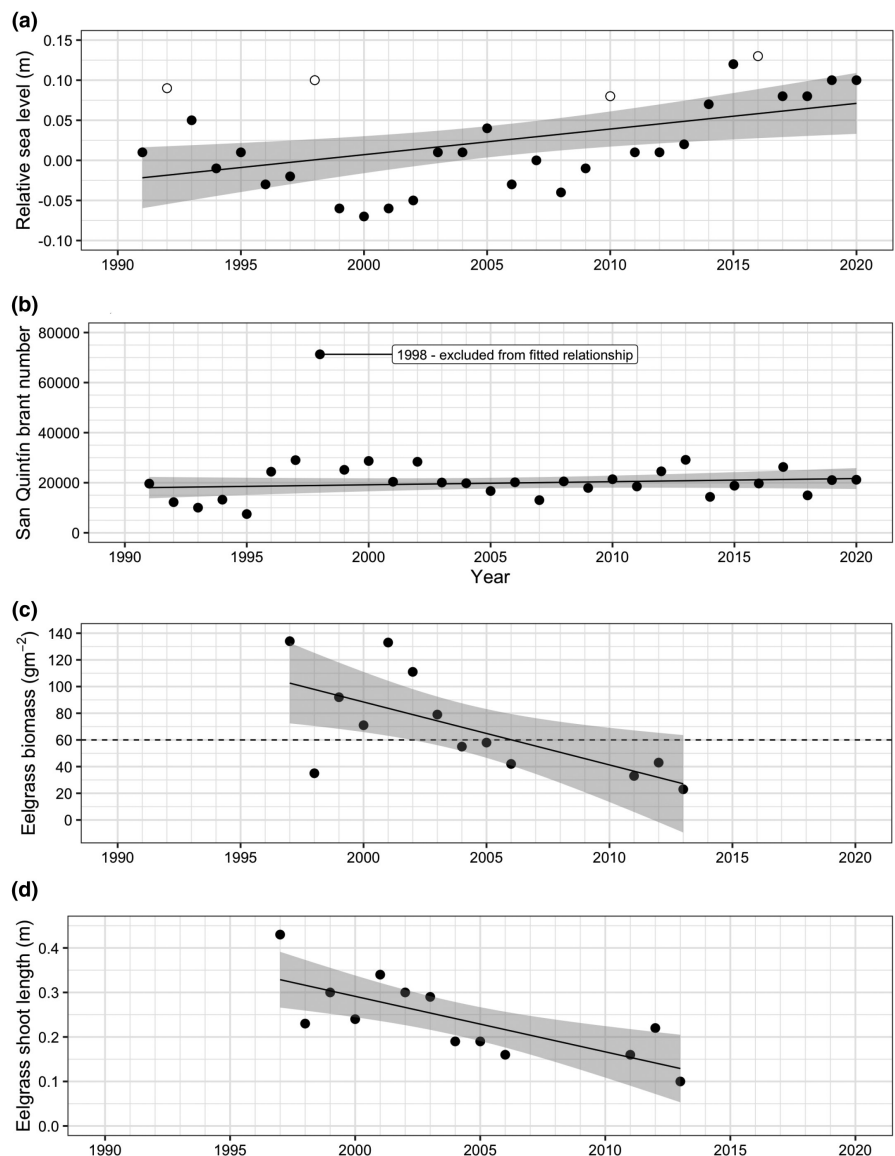 (a)
Relative sea level (m)
0.15
0.10
0.05
0.00
-0.05
-0.10
1990 1995 2000 2005 2010 2015 2020
(b)
San Quintín brant number
80000
60000
40000
20000
0
1998 - excluded from fitted relationship
1990 1995 2000 2005 2010 2015 2020
Year
(c)
Eelgrass biomass (gm⁻²)
140
120
100
80
60
40
20
0
1990 1995 2000 2005 2010 2015 2020
(d)
Eelgrass shoot length (m)
0.4
0.3
0.2
0.1
0.0
1990 1995 2000 2005 2010 2015 2020